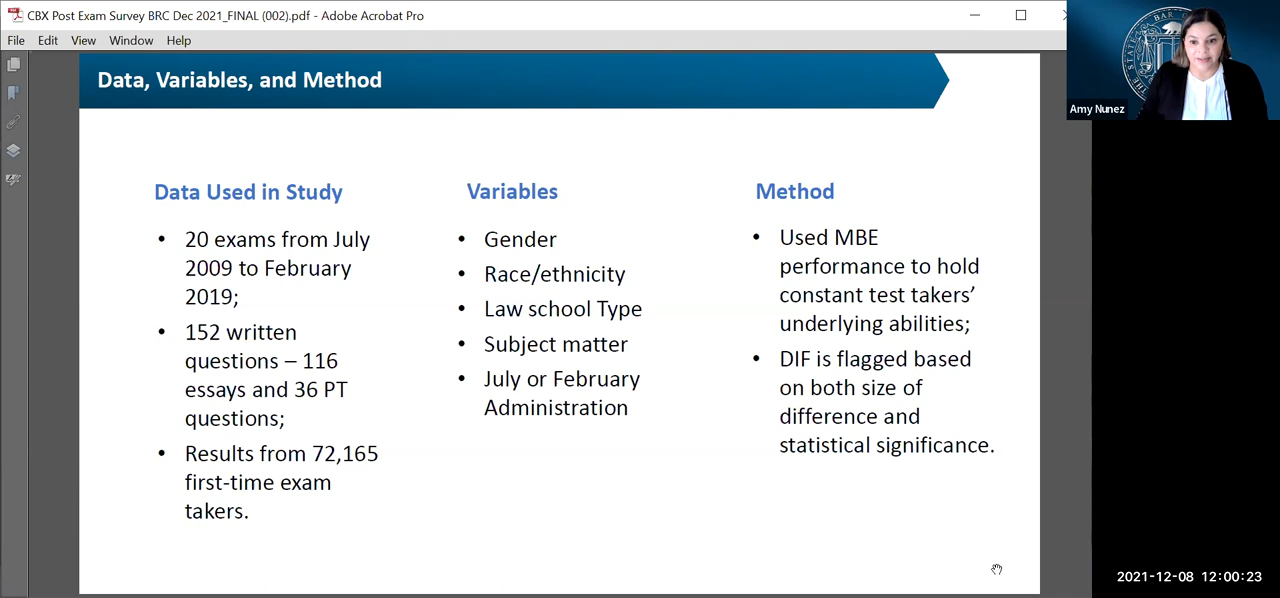 CBX Post Exam Survey BRC Dec 2021_FINAL (002).pdf - Adobe Acrobat Pro
File Edit View Window Help
Data, Variables, and Method
Data Used in Study
• 20 exams from July
2009 to February
2019;
• 152 written
questions – 116
essays and 36 PT
questions;
• Results from 72,165
first-time exam
takers.
Variables
• Gender
• Race/ethnicity
• Law school Type
• Subject matter
• July or February
Administration
Method
• Used MBE
performance to hold
constant test takers’
underlying abilities;
• DIF is flagged based
on both size of
difference and
statistical significance.
THE STATE BAR OF
Amy Nunez
2021-12-08 12:00:23